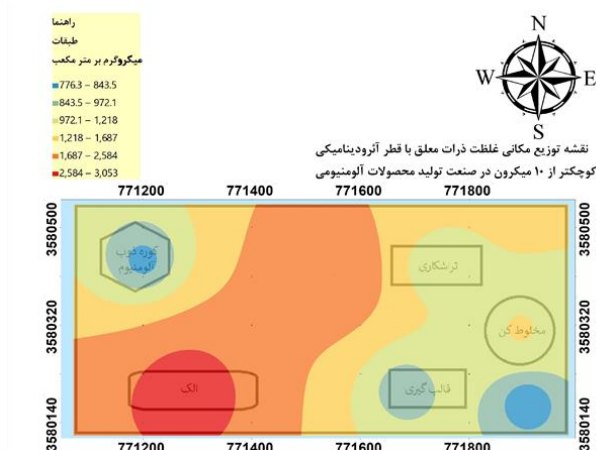 راهنما
طبقات
میکروگرم بر متر مکعب
776.3 – 843.5
843.5 – 972.1
972.1 – 1,218
1,218 – 1,687
1,687 – 2,584
2,584 – 3,053
N
W E
S
نقشه توزیع مکانی غلظت ذرات معلق با قطر آئرودینامیکی
کوچکتر از ۱۰ میکرون در صنعت تولید محصولات آلومنیومی
771200 771400 771600 771800
3580500 3580500
کوره ذوب
آلومنیوم
تراشکاری
3580320 3580320
مخلوط کن
الک
قالب گیری
3580140 3580140
771200 771400 771600 771800